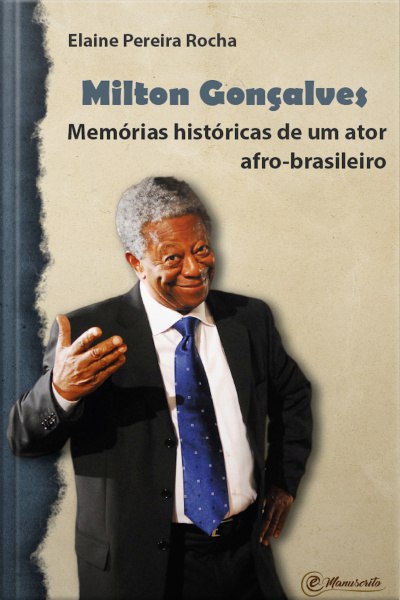 Elaine Pereira Rocha
Milton Gonçalves
Memórias históricas de um ator
afro-brasileiro
e
Manuscrito